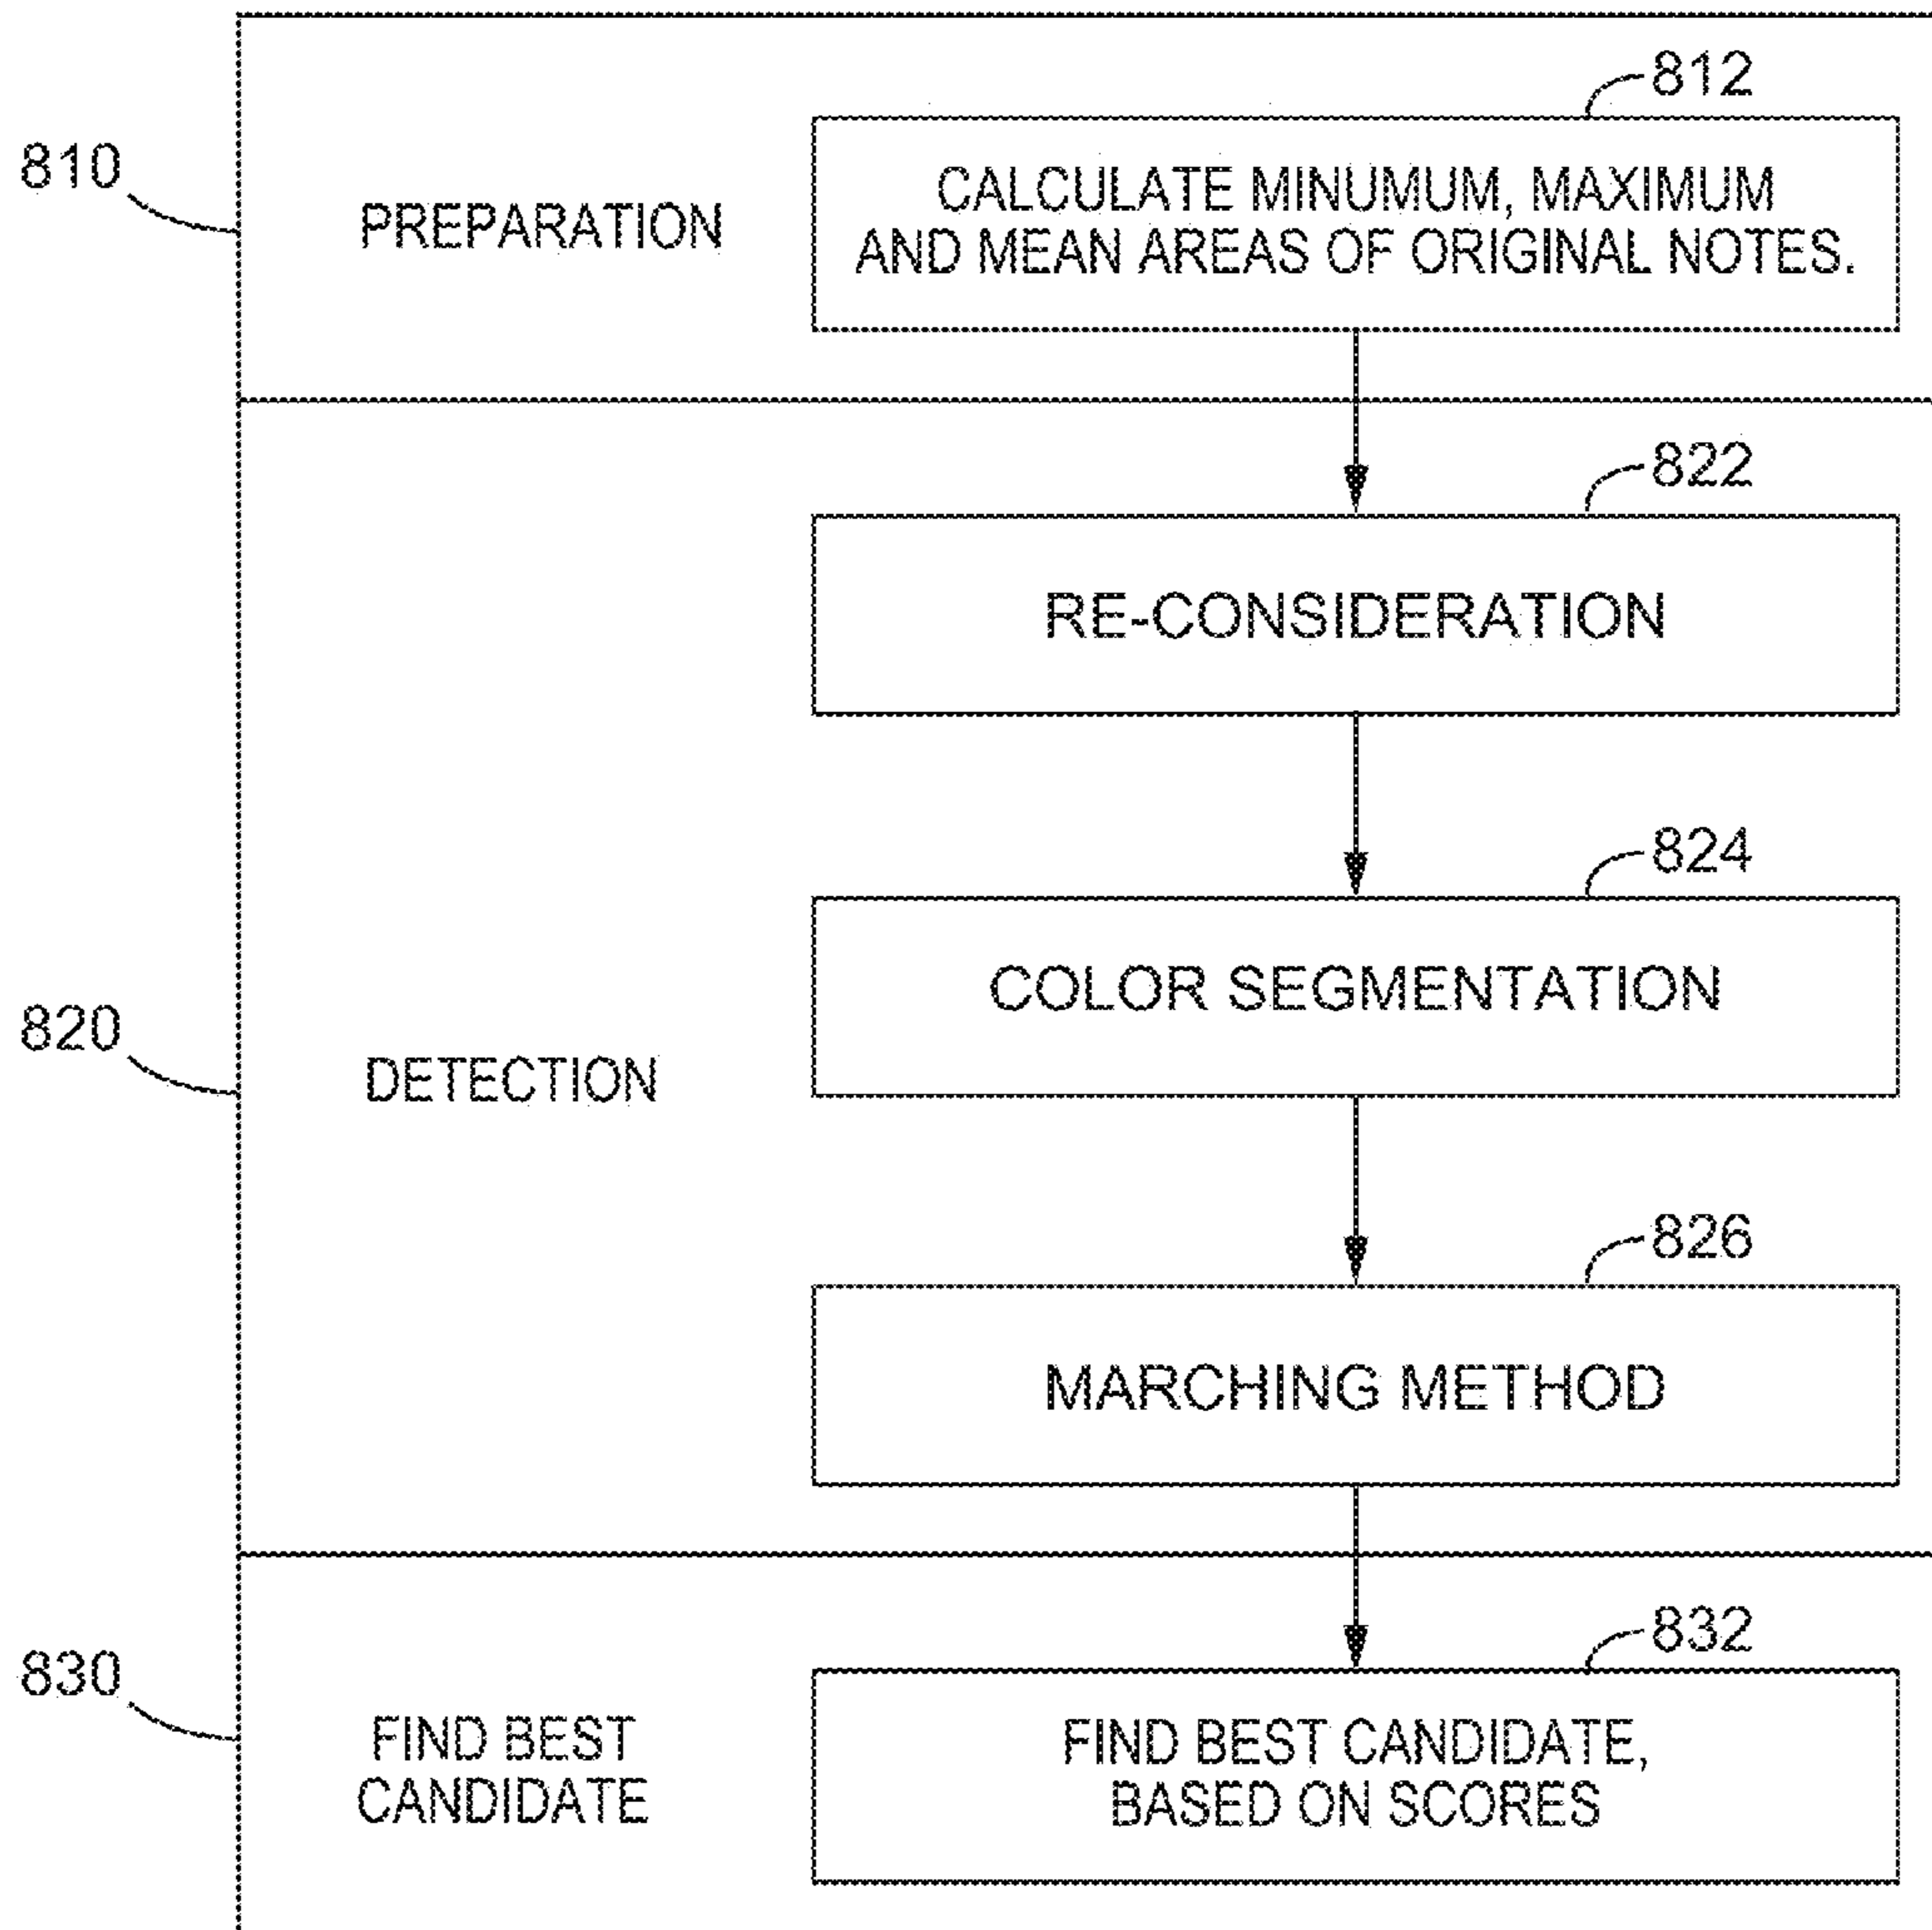 812
810
PREPARATION
CALCULATE MINUMUM, MAXIMUM
AND MEAN AREAS OF ORIGINAL NOTES.
822
RE-CONSIDERATION
824
COLOR SEGMENTATION
820
DETECTION
826
MARCHING METHOD
832
830
FIND BEST
CANDIDATE
FIND BEST CANDIDATE,
BASED ON SCORES